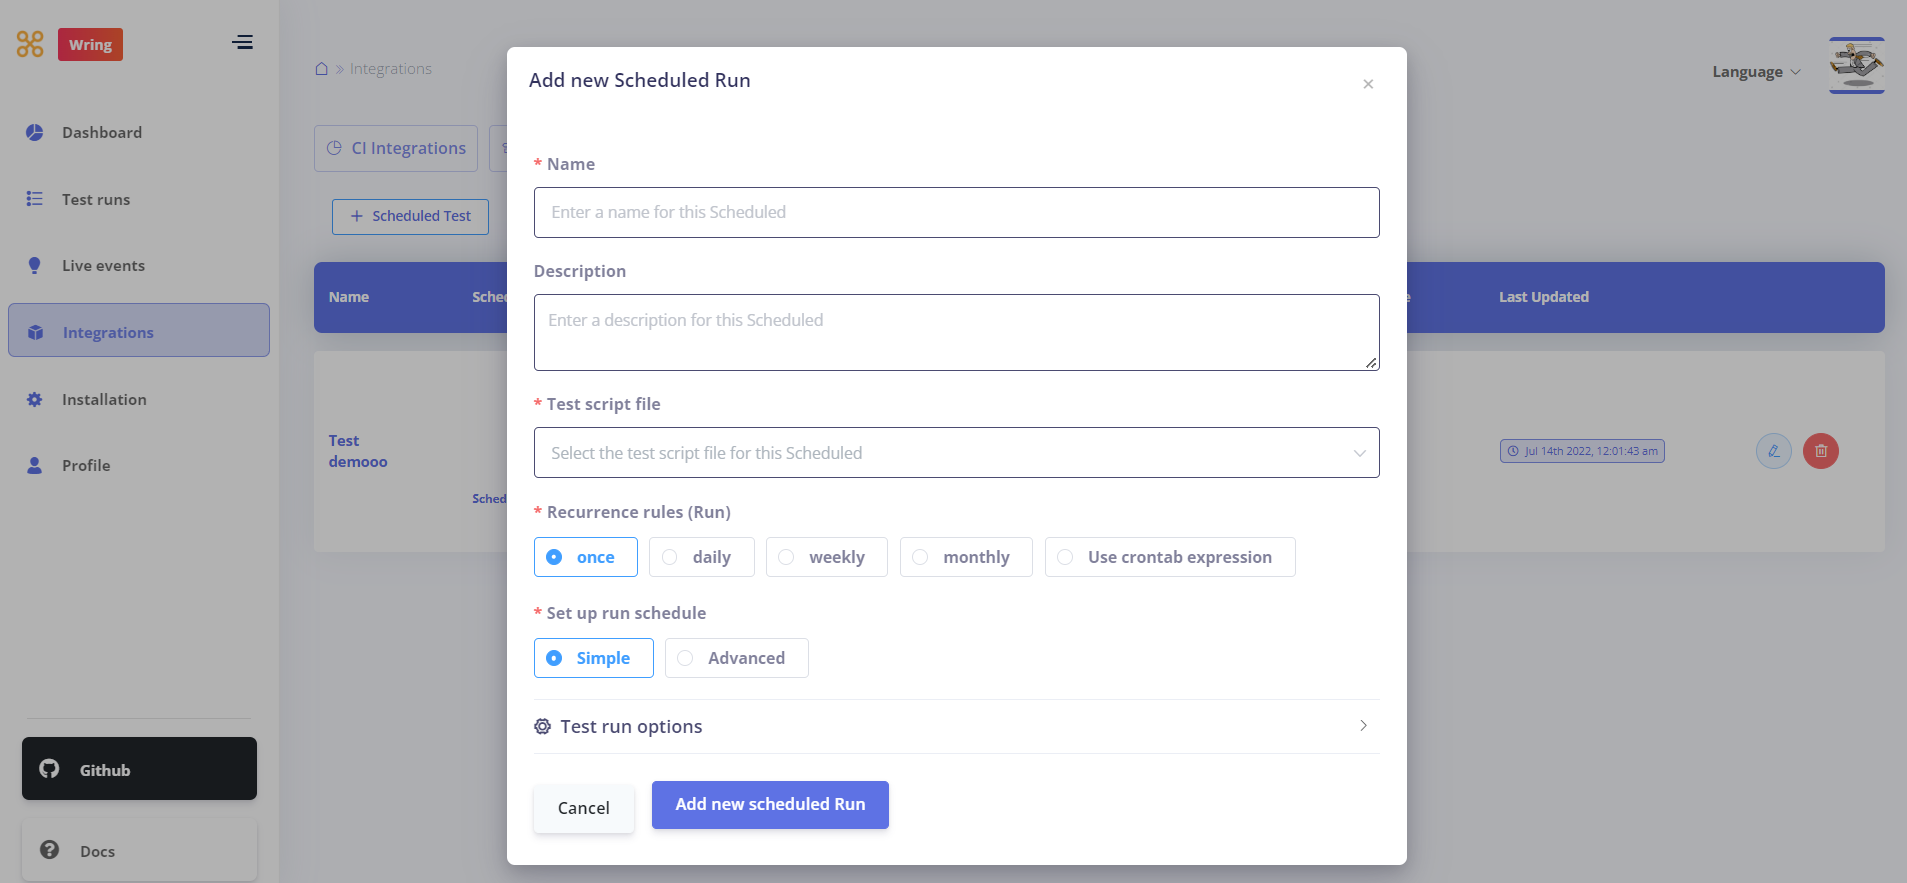 Wring
Integrations
Language
Dashboard
Test runs
Live events
Integrations
Installation
Profile
Github
Docs
CI Integrations
Scheduled Test
Name
Sched
Last Updated
Test
demooo
Sched
Jul 14th 2022, 12:01:43 am
Add new Scheduled Run
* Name
Enter a name for this Scheduled
Description
Enter a description for this Scheduled
* Test script file
Select the test script file for this Scheduled
* Recurrence rules (Run)
once daily weekly monthly Use crontab expression
* Set up run schedule
Simple Advanced
Test run options
Cancel Add new scheduled Run